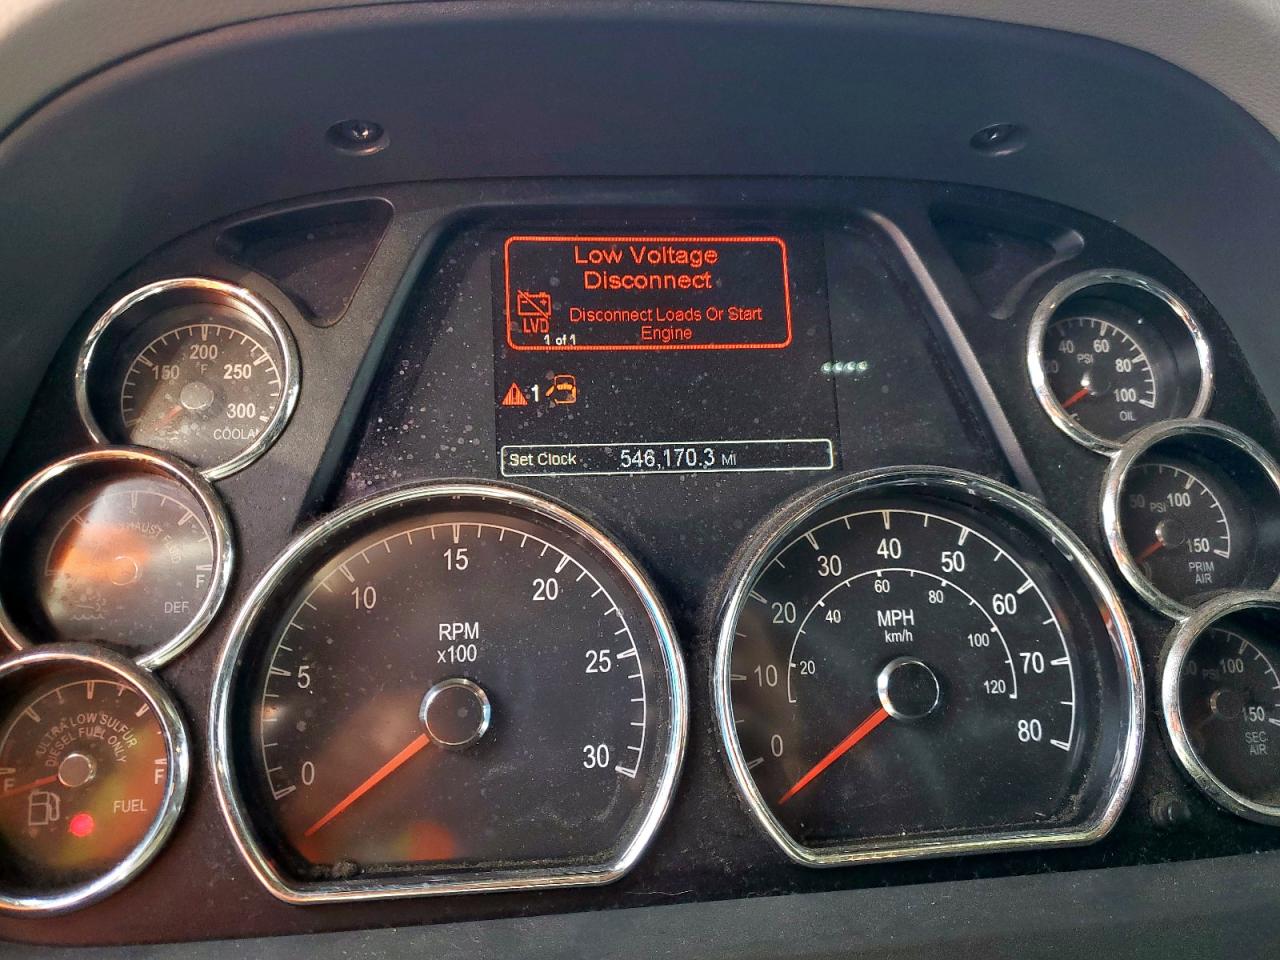 Low Voltage
Disconnect
LVD
Disconnect Loads Or Start
Engine
1 of 1
1
Set Clock 546,170.3 MI
150 200 250 300
°F
COOLAN
F
DEF
ULTRA LOW SULFUR
DIESEL FUEL ONLY
F
FUEL
0 5 10 15 20 25 30
RPM
x100
0 10 20 30 40 50 60 70 80
MPH
km/h
20 40 60 80 100 120
40 60 80 100
PSI
OIL
50 100 150
PSI
PRIM
AIR
100 150
PSI
SEC
AIR